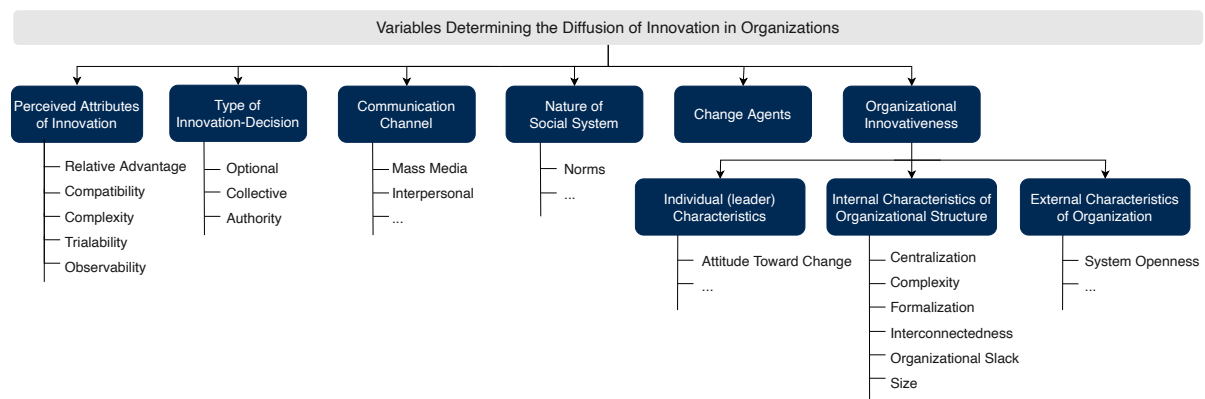 Variables Determining the Diffusion of Innovation in Organizations
Perceived Attributes
of Innovation
Relative Advantage
Compatibility
Complexity
Trialability
Observability
Type of
Innovation-Decision
Optional
Collective
Authority
Communication
Channel
Mass Media
Interpersonal
...
Nature of
Social System
Norms
...
Change Agents
Organizational
Innovativeness
Individual (leader)
Characteristics
Attitude Toward Change
...
Internal Characteristics of
Organizational Structure
Centralization
Complexity
Formalization
Interconnectedness
Organizational Slack
Size
External Characteristics
of Organization
System Openness
...